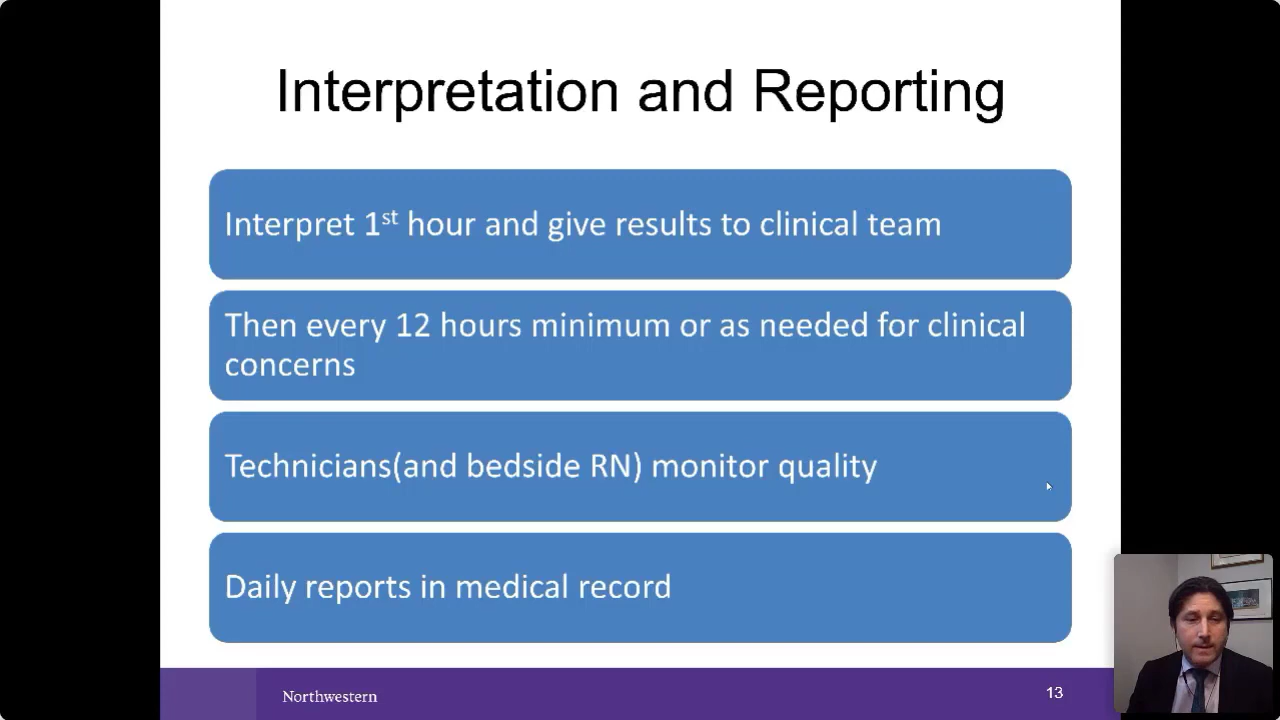 Interpretation and Reporting
Interpret 1st hour and give results to clinical team
Then every 12 hours minimum or as needed for clinical
concerns
Technicians(and bedside RN) monitor quality
Daily reports in medical record
Northwestern
13